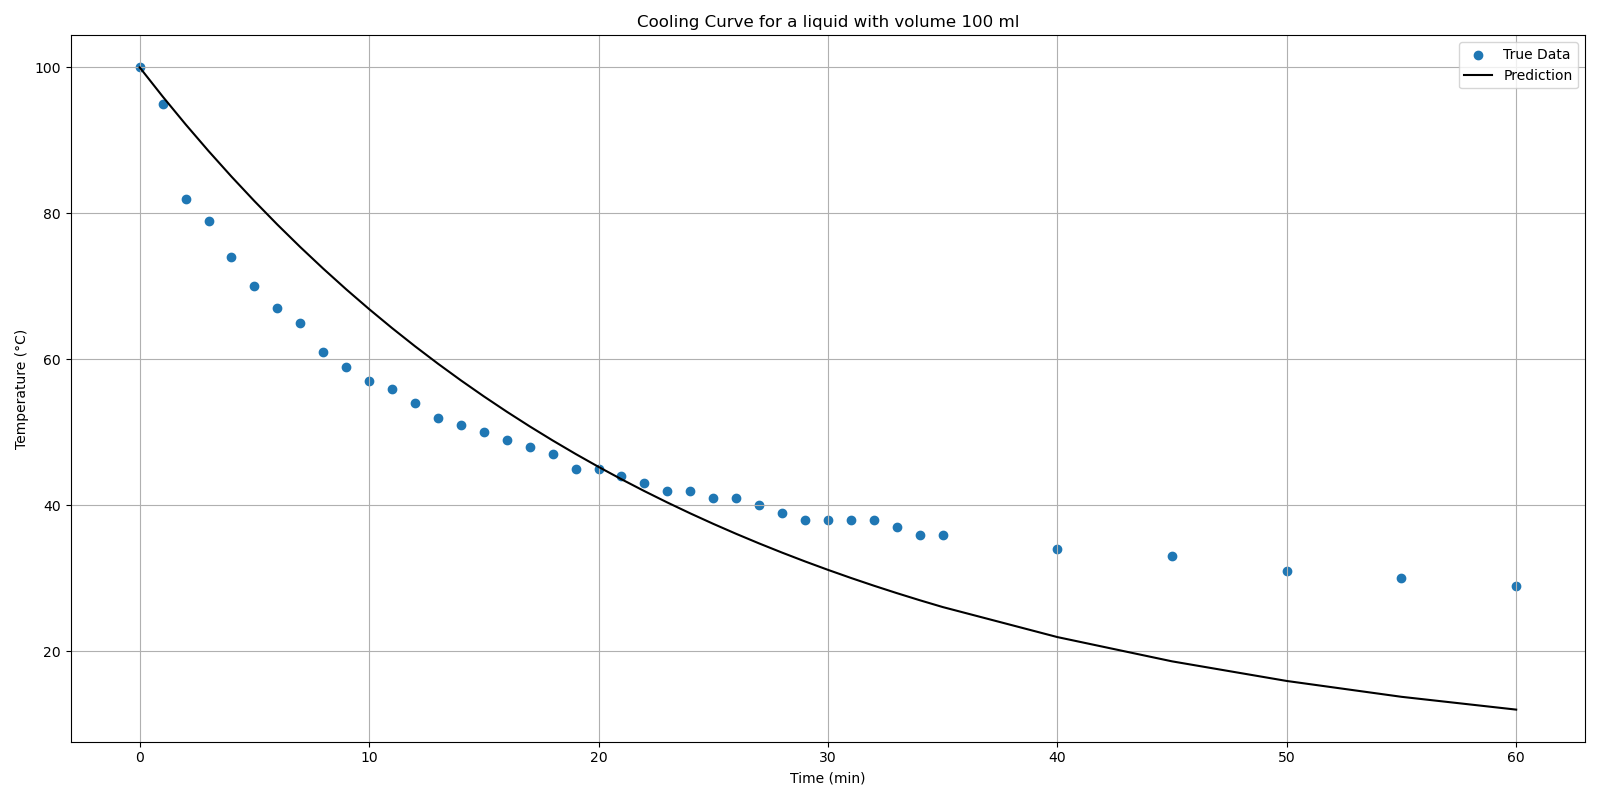 Cooling Curve for a liquid with volume 100 ml
True Data
Prediction
Temperature (°C)
100
80
60
40
20
0 10 20 30 40 50 60
Time (min)